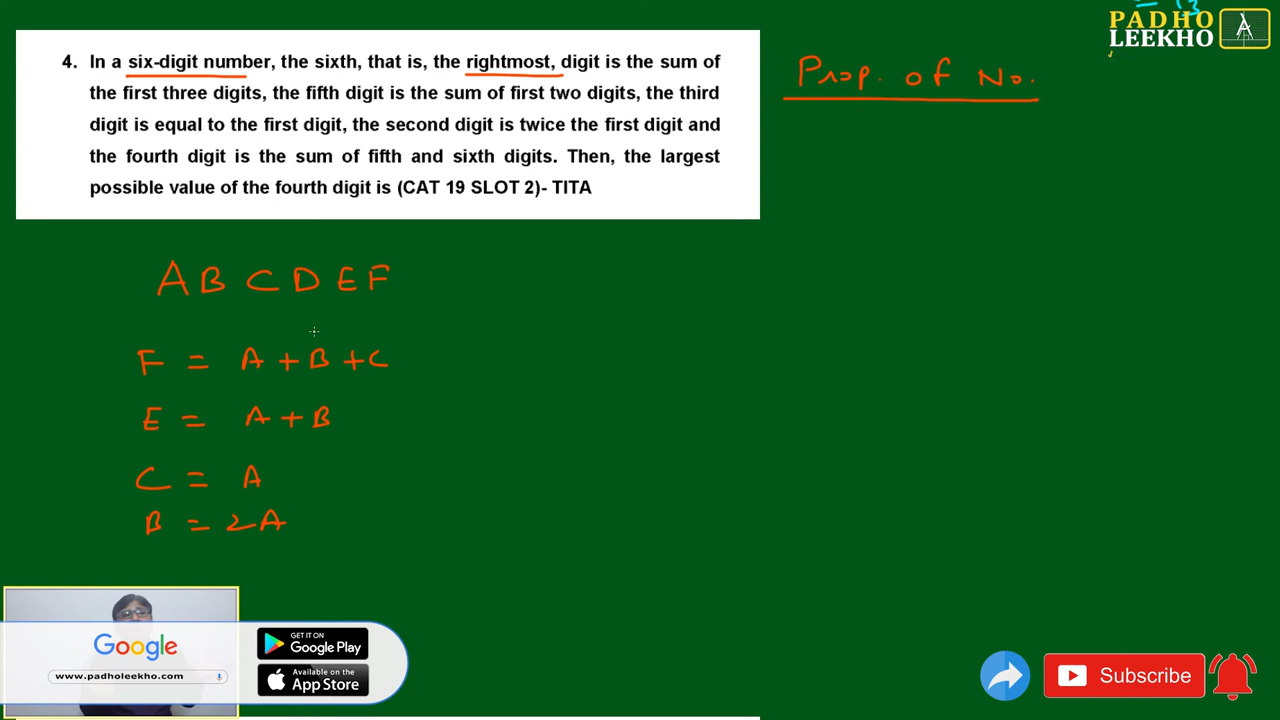 PADHO
LEEKHO
4. In a six-digit number, the sixth, that is, the rightmost, digit is the sum of
the first three digits, the fifth digit is the sum of first two digits, the third
digit is equal to the first digit, the second digit is twice the first digit and
the fourth digit is the sum of fifth and sixth digits. Then, the largest
possible value of the fourth digit is (CAT 19 SLOT 2)- TITA
Prop. of No.
A B C D E F
F = A + B + C
E = A + B
C = A
B = 2A
Google
www.padholeekho.com
GET IT ON
Google Play
Available on the
App Store
Subscribe